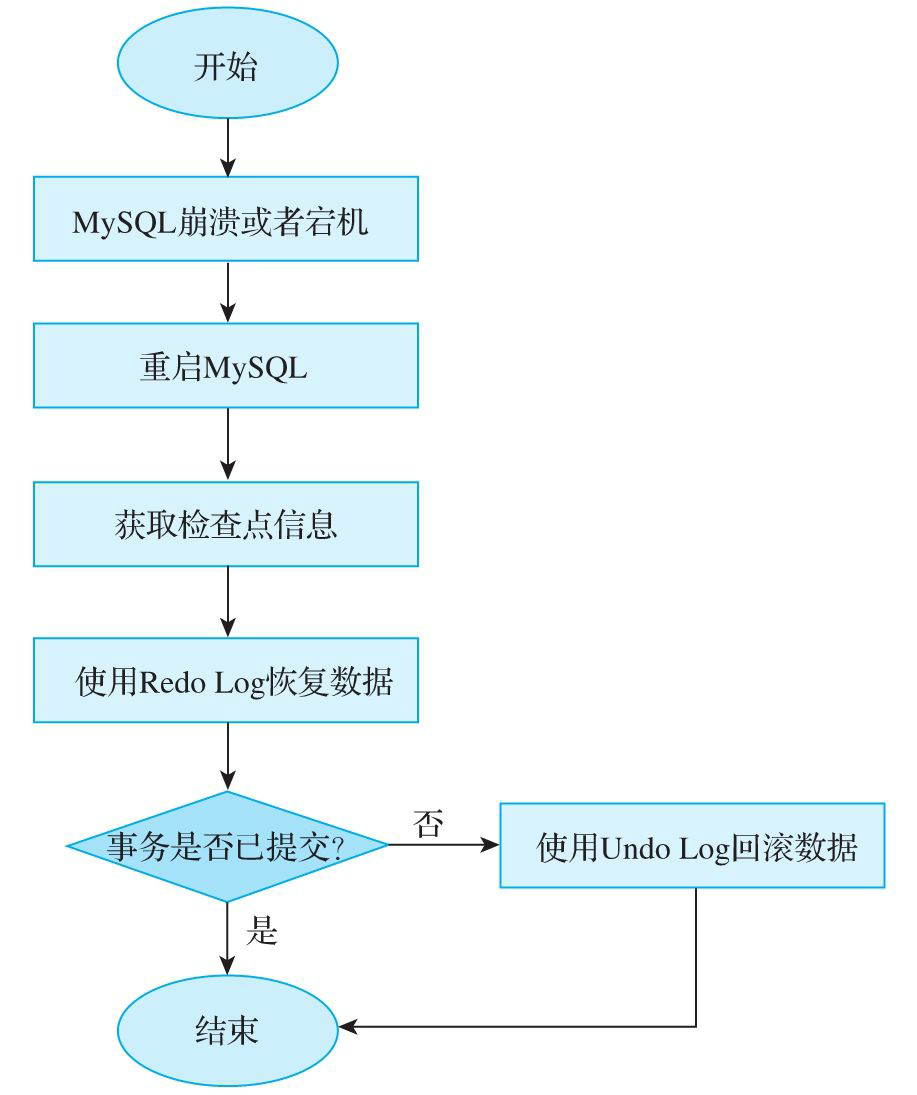 开始
MySQL崩溃或者宕机
重启MySQL
获取检查点信息
使用Redo Log恢复数据
事务是否已提交?
否
使用Undo Log回滚数据
是
结束